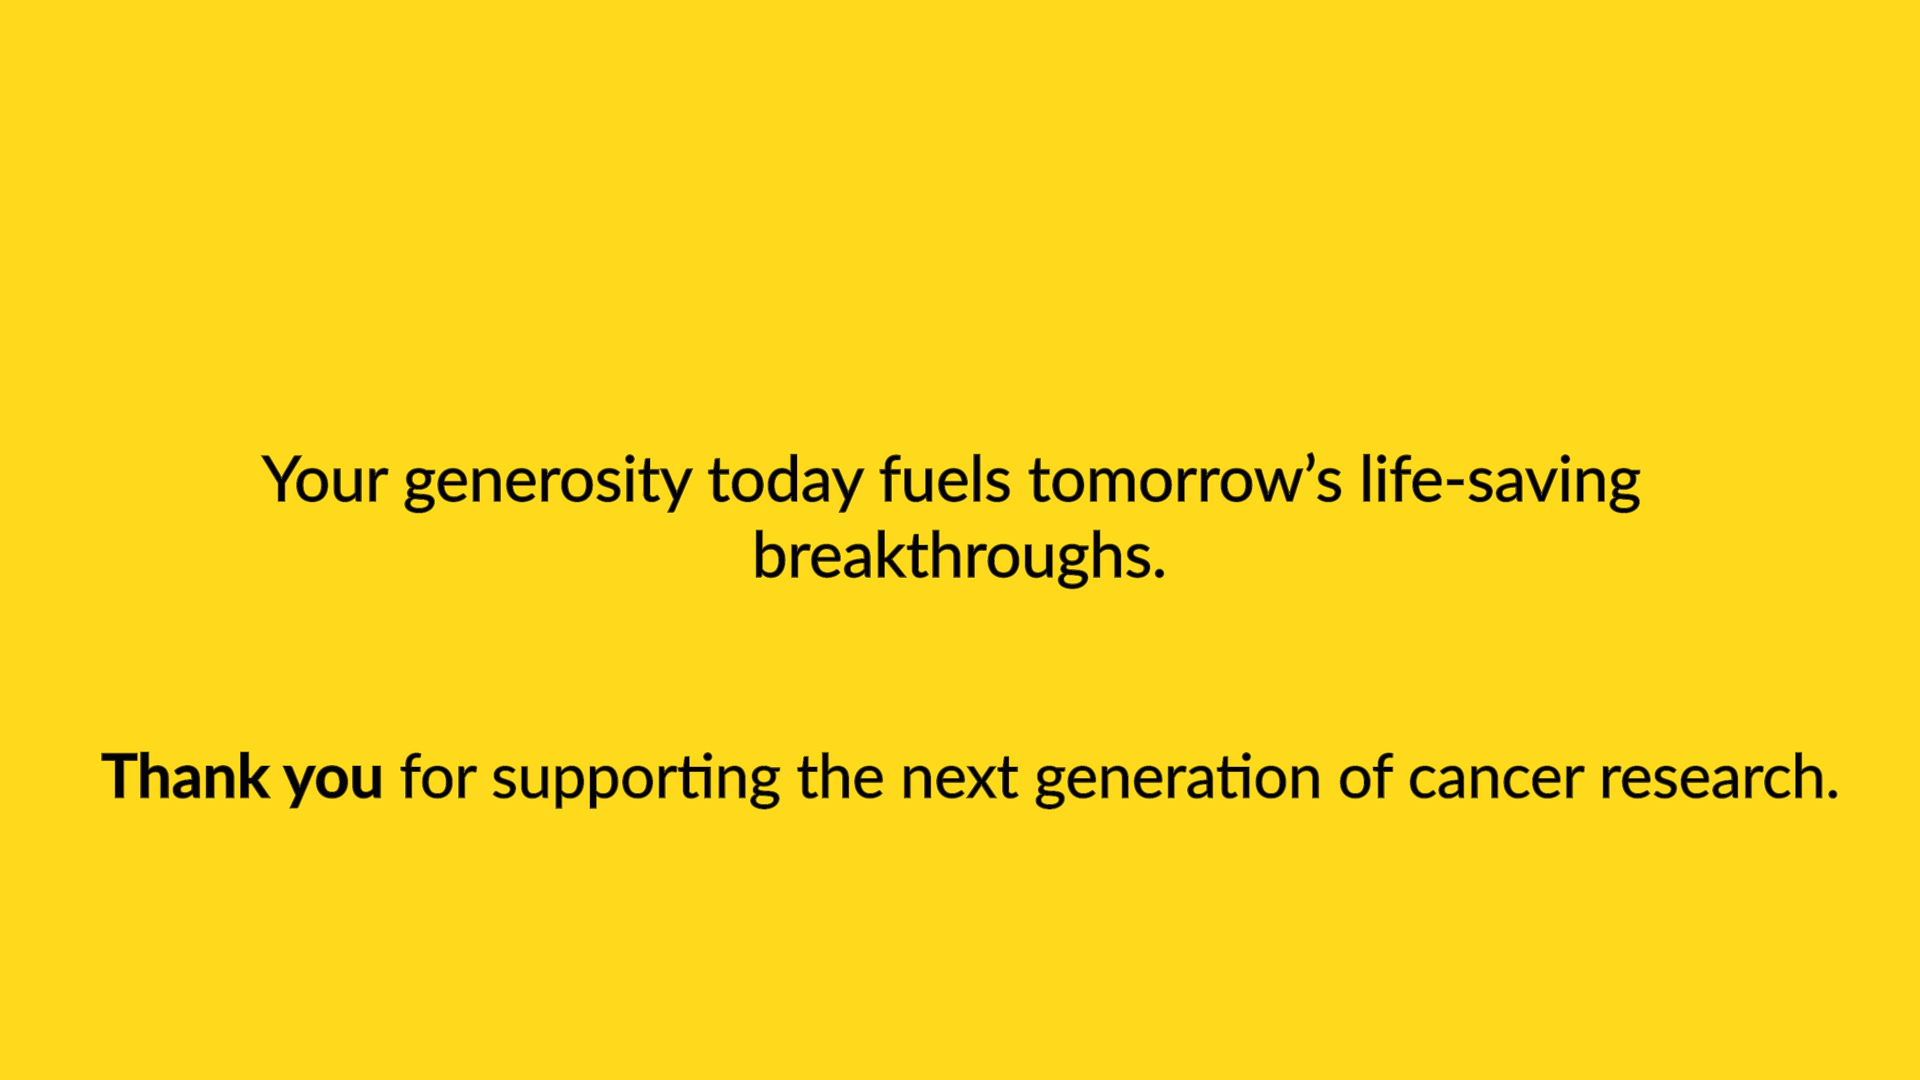 Your generosity today fuels tomorrow’s life-saving
breakthroughs.
Thank you for supporting the next generation of cancer research.